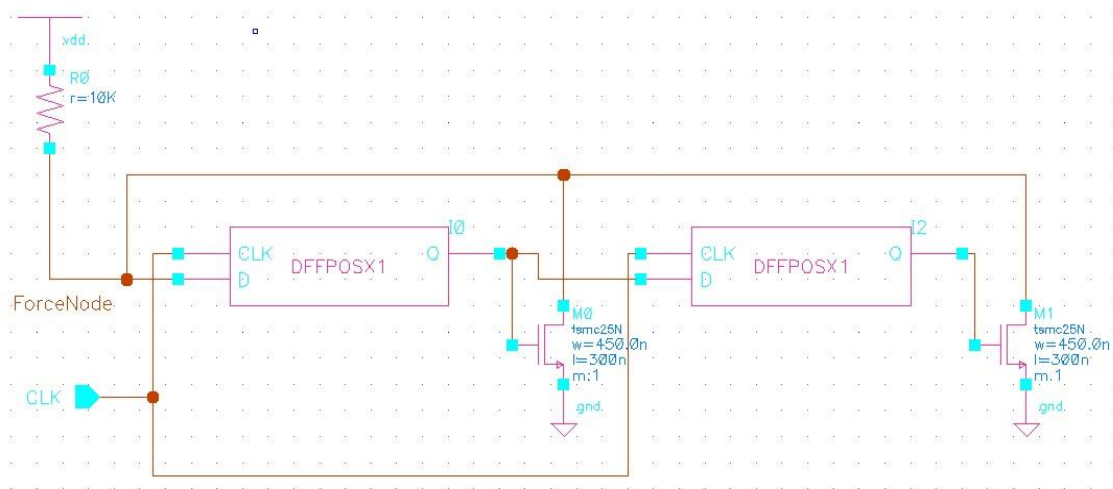 vdd
R0
r=10K
I0
CLK
D
Q
DFFPOSX1
I2
CLK
D
Q
DFFPOSX1
ForceNode
M0
tsmc25N
w=450.0n
l=300n
m:1
gnd
M1
tsmc25N
w=450.0n
l=300n
m:1
gnd
CLK